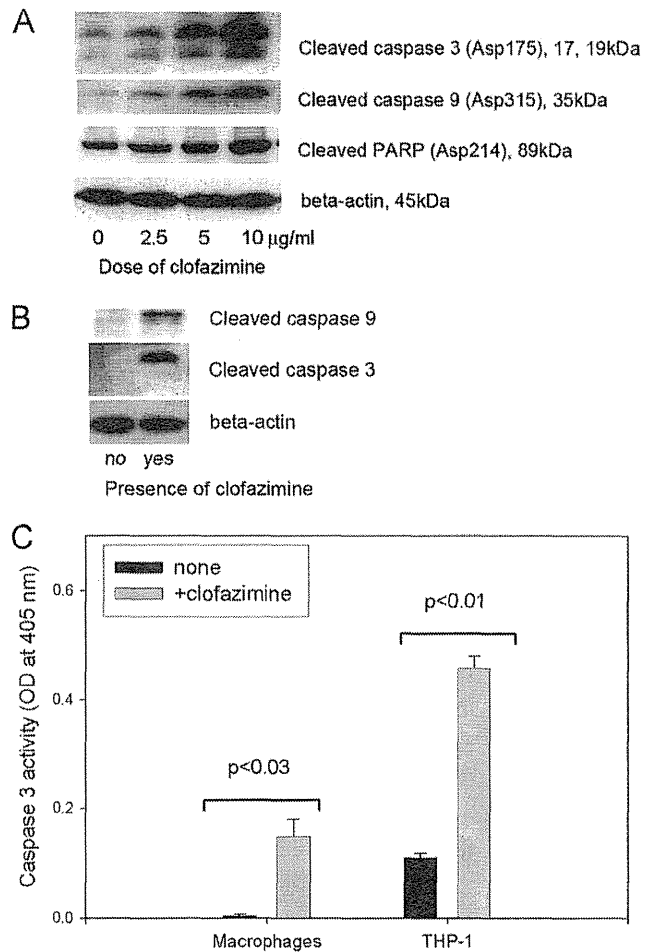 A
Cleaved caspase 3 (Asp175), 17, 19kDa
Cleaved caspase 9 (Asp315), 35kDa
Cleaved PARP (Asp214), 89kDa
beta-actin, 45kDa
0 2.5 5 10 µg/ml
Dose of clofazimine
B
Cleaved caspase 9
Cleaved caspase 3
beta-actin
no yes
Presence of clofazimine
C
none
+clofazimine
p<0.01
p<0.03
Caspase 3 activity (OD at 405 nm)
0.6
0.4
0.2
0.0
Macrophages THP-1